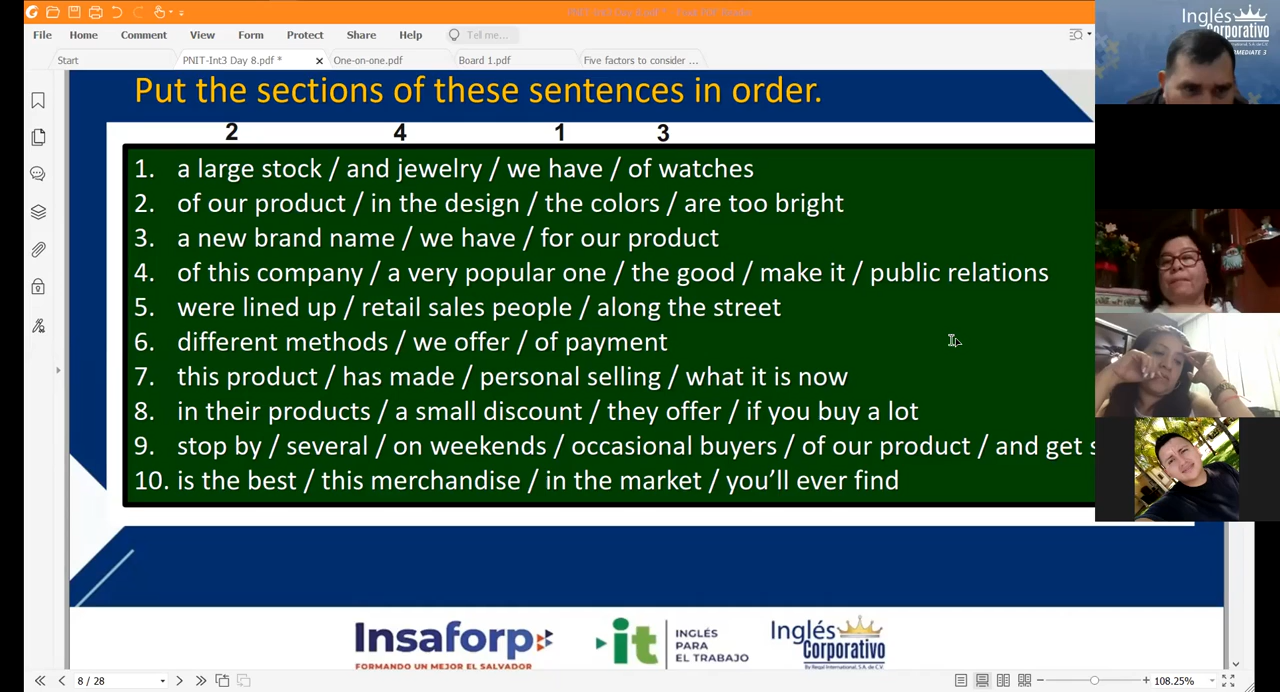 File Home Comment View Form Protect Share Help Tell me...
Start PNIT-Int3 Day 8.pdf * One-on-one.pdf Board 1.pdf Five factors to consider ...
Put the sections of these sentences in order.
2 4 1 3
1. a large stock / and jewelry / we have / of watches
2. of our product / in the design / the colors / are too bright
3. a new brand name / we have / for our product
4. of this company / a very popular one / the good / make it / public relations
5. were lined up / retail sales people / along the street
6. different methods / we offer / of payment
7. this product / has made / personal selling / what it is now
8. in their products / a small discount / they offer / if you buy a lot
9. stop by / several / on weekends / occasional buyers / of our product / and get s
10. is the best / this merchandise / in the market / you'll ever find
Insaforp
FORMANDO UN MEJOR EL SALVADOR
it
INGLÉS
PARA
EL TRABAJO
Inglés
Corporativo
By Regal International, S.A. de C.V.
8 / 28
108.25%
Inglés
Corporativo